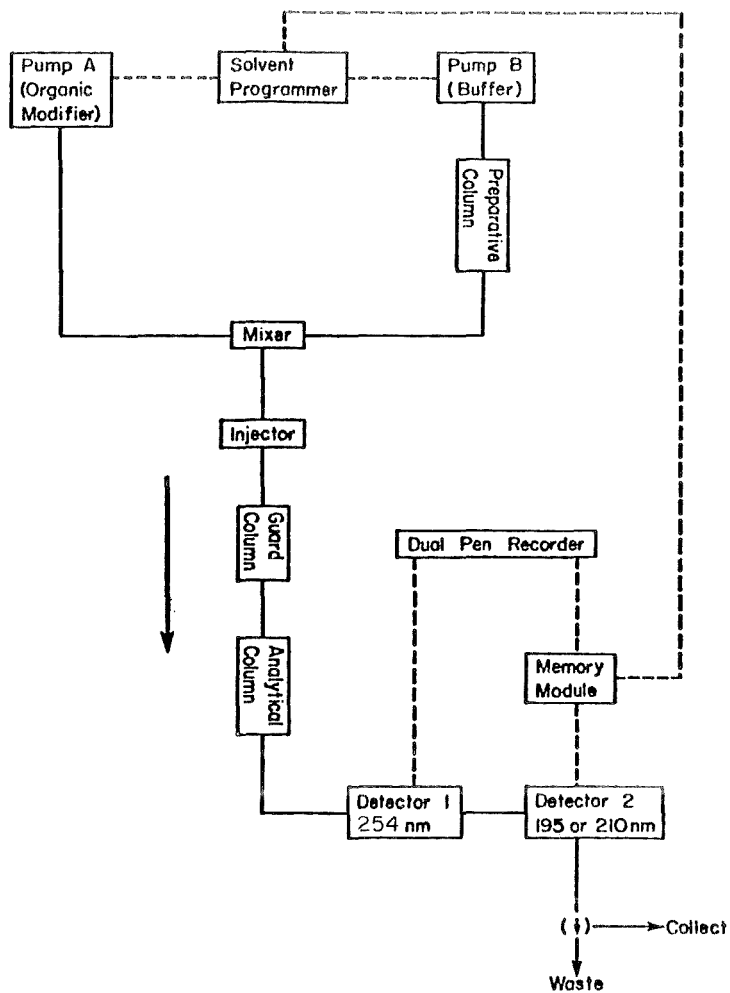 Pump A
(Organic
Modifier)
Solvent
Programmer
Pump B
(Buffer)
Preparative
Column
Mixer
Injector
Guard
Column
Dual Pen Recorder
Analytical
Column
Memory
Module
Detector 1
254 nm
Detector 2
195 or 210nm
Collect
Waste